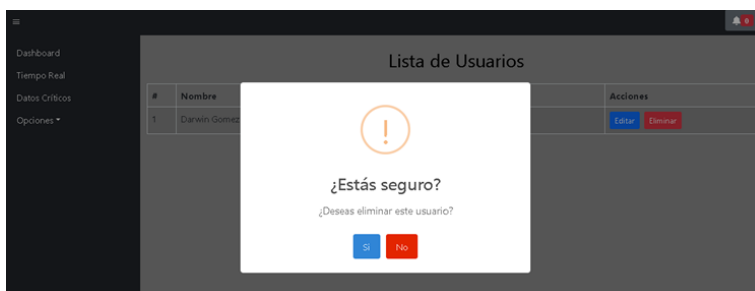 Dashboard
Tiempo Real
Datos Críticos
Opciones
Lista de Usuarios
# Nombre Acciones
1 Darwin Gomez Editar Eliminar
!
¿Estás seguro?
¿Deseas eliminar este usuario?
Si No